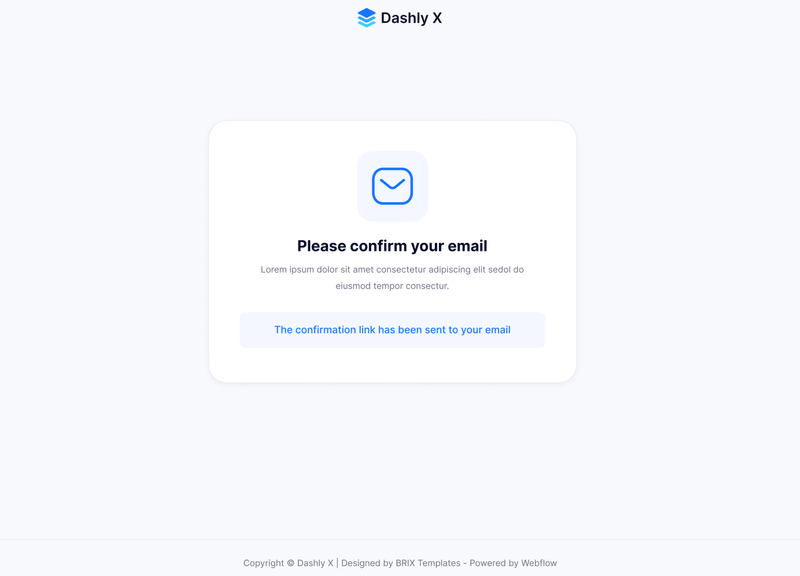 Dashly X
Please confirm your email
Lorem ipsum dolor sit amet consectetur adipiscing elit sedol do
eiusmod tempor consectur.
The confirmation link has been sent to your email
Copyright © Dashly X | Designed by BRIX Templates - Powered by Webflow